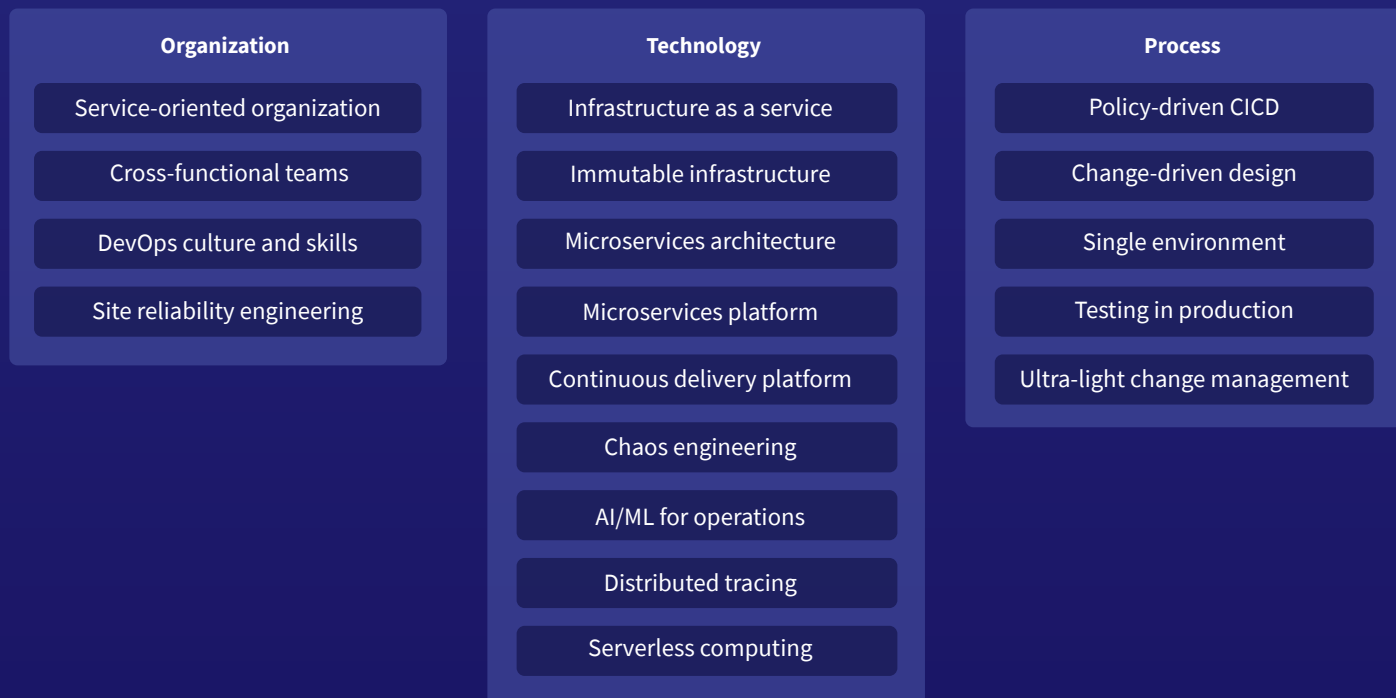 Organization
Service-oriented organization
Cross-functional teams
DevOps culture and skills
Site reliability engineering
Technology
Infrastructure as a service
Immutable infrastructure
Microservices architecture
Microservices platform
Continuous delivery platform
Chaos engineering
AI/ML for operations
Distributed tracing
Serverless computing
Process
Policy-driven CICD
Change-driven design
Single environment
Testing in production
Ultra-light change management